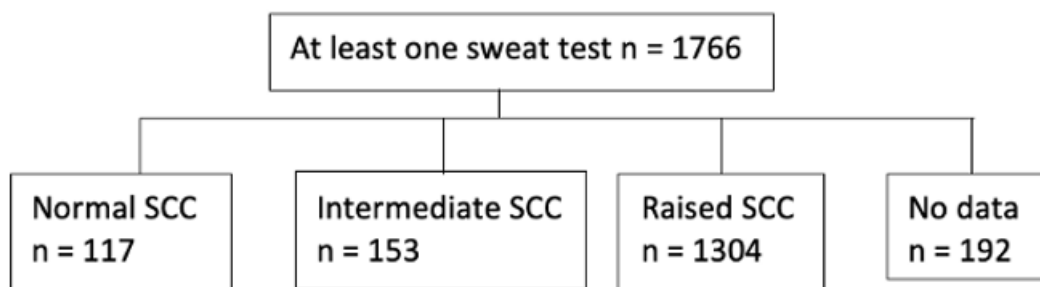 At least one sweat test n = 1766
Normal SCC
n = 117
Intermediate SCC
n = 153
Raised SCC
n = 1304
No data
n = 192